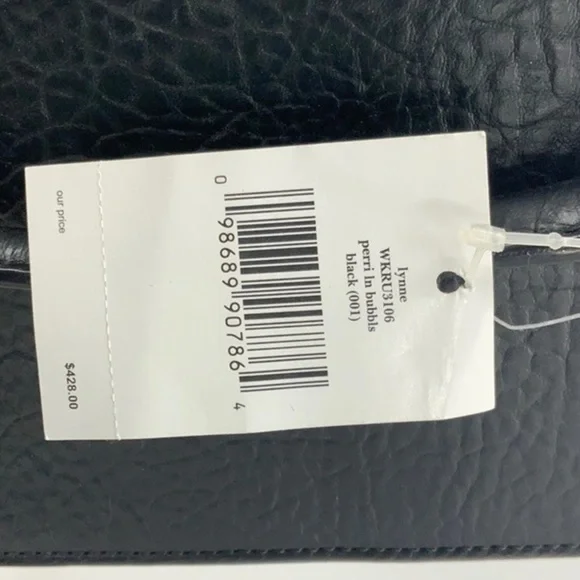 lynne
WKRU3106
perri ln bubbls
black (001)
0 98689 90786 4
our price
$428.00